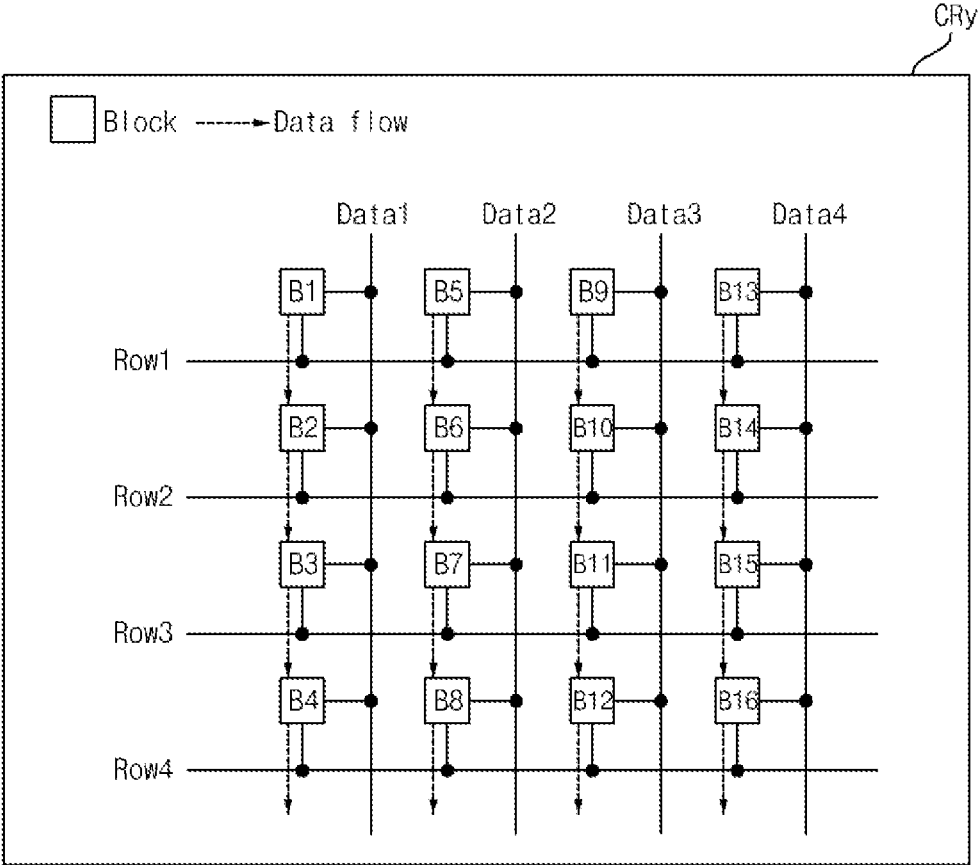 CRy
Block Data flow
Data1 Data2 Data3 Data4
B1 B5 B9 B13
Row1
B2 B6 B10 B14
Row2
B3 B7 B11 B15
Row3
B4 B8 B12 B16
Row4